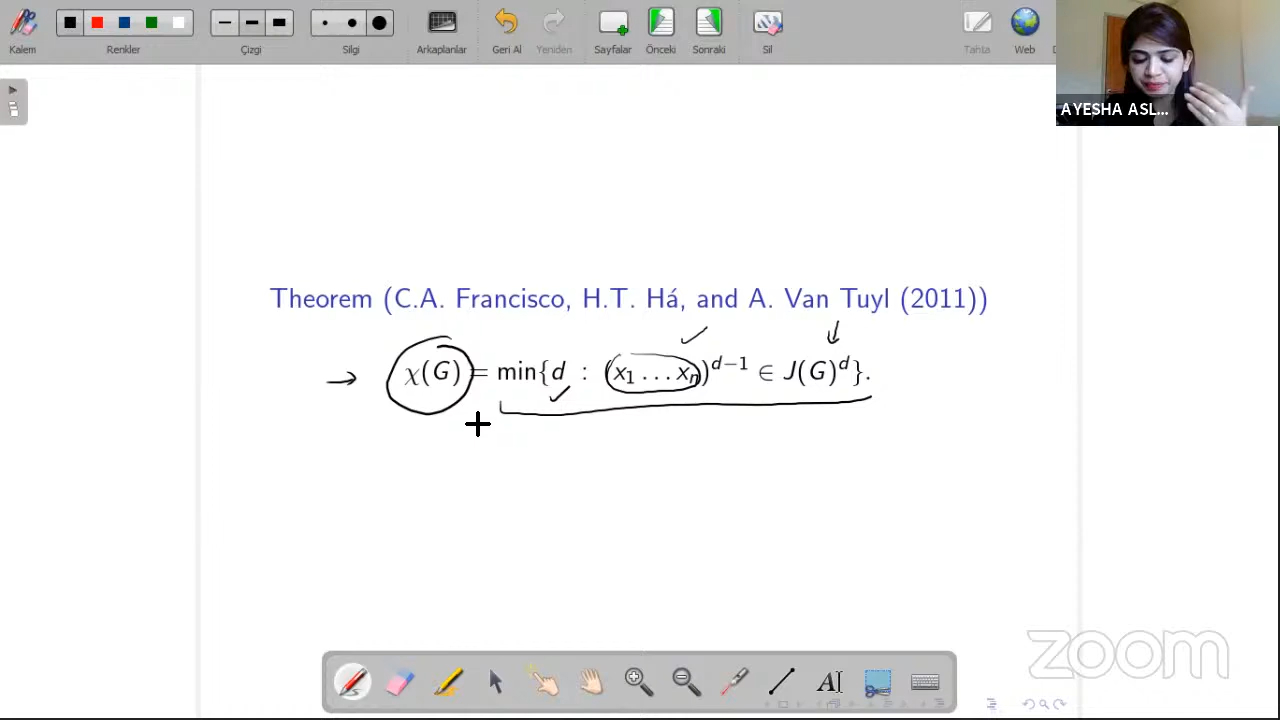 Kalem
Renkler
Çizgi
Silgi
Arkaplanlar
Geri Al
Yeniden
Sayfalar
Önceki
Sonraki
Sil
Tahta
Web
AYESHA ASL...
Theorem (C.A. Francisco, H.T. Há, and A. Van Tuyl (2011))
χ(G) = min{d : (x₁ … xₙ)ᵈ⁻¹ ∈ J(G)ᵈ}.
zoom